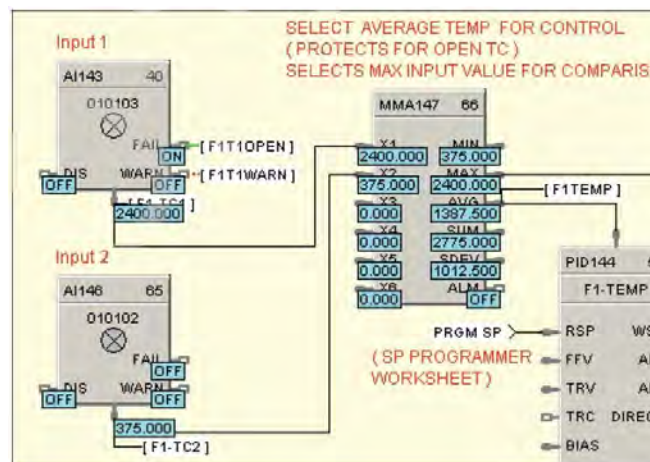 SELECT AVERAGE TEMP FOR CONTROL
( PROTECTS FOR OPEN TC )
SELECTS MAX INPUT VALUE FOR COMPARIS
Input 1
AI143 40
010103
FAIL
ON
[ F1T1OPEN ]
DIS WARN
OFF OFF
[ F1T1WARN ]
[ F1-TC1 ]
2400.000
Input 2
AI146 65
010102
FAIL
OFF
DIS WARN
OFF OFF
375.000
[ F1-TC2 ]
MMA147 66
X1 MIN
2400.000 375.000
X2 MAX
375.000 2400.000
X3 AVG
0.000 1387.500
X4 SUM
0.000 2775.000
X5 SDEV
0.000 1012.500
X6 ALM
0.000 OFF
[ F1TEMP ]
PRGM SP
( SP PROGRAMMER
WORKSHEET )
PID144
F1-TEMP
RSP WS
FFV A
TRV A
TRC DIREC
BIAS